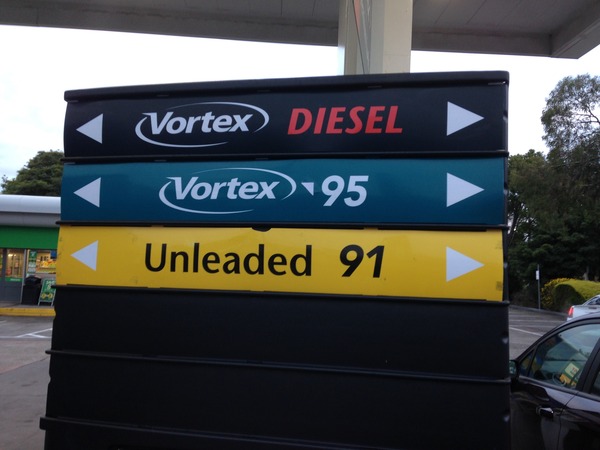 Vortex DIESEL
Vortex 95
Unleaded 91